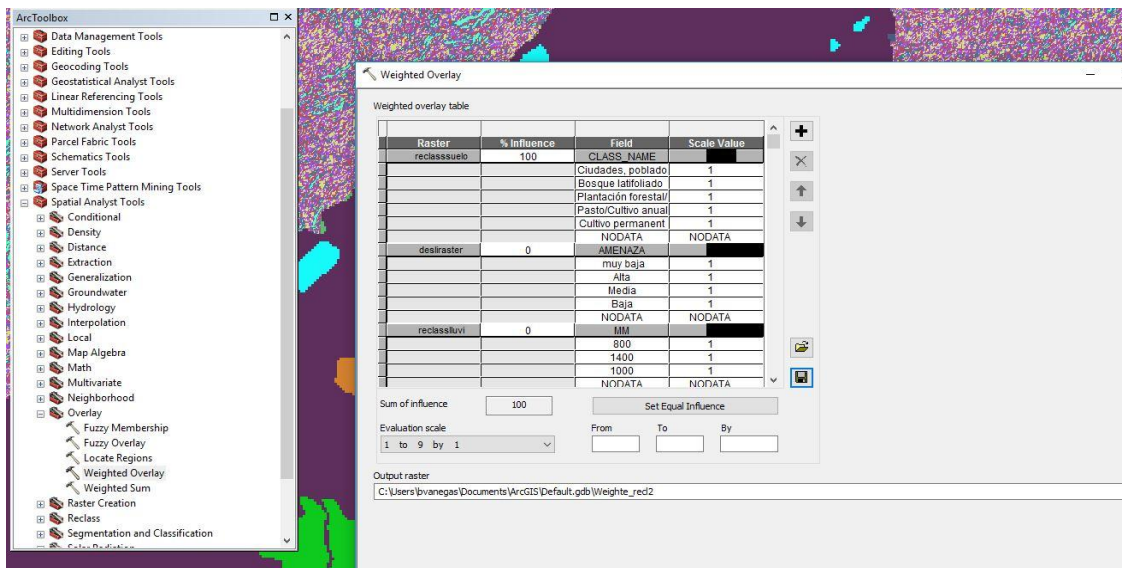 ArcToolbox
Data Management Tools
Editing Tools
Geocoding Tools
Geostatistical Analyst Tools
Linear Referencing Tools
Multidimension Tools
Network Analyst Tools
Parcel Fabric Tools
Schematics Tools
Server Tools
Space Time Pattern Mining Tools
Spatial Analyst Tools
Conditional
Density
Distance
Extraction
Generalization
Groundwater
Hydrology
Interpolation
Local
Map Algebra
Math
Multivariate
Neighborhood
Overlay
Fuzzy Membership
Fuzzy Overlay
Locate Regions
Weighted Overlay
Weighted Sum
Raster Creation
Reclass
Segmentation and Classification
Weighted Overlay
Weighted overlay table
Raster % Influence Field Scale Value
reclasssuelo 100 CLASS_NAME
Ciudades, poblado 1
Bosque latifoliado 1
Plantación forestal/ 1
Pasto/Cultivo anual 1
Cultivo permanent 1
NODATA NODATA
desliraster 0 AMENAZA
muy baja 1
Alta 1
Media 1
Baja 1
NODATA NODATA
reclasslluvi 0 MM
800 1
1400 1
1000 1
NODATA NODATA
Sum of influence 100 Set Equal Influence
Evaluation scale From To By
1 to 9 by 1
Output raster
C:\Users\bvanegas\Documents\ArcGIS\Default.gdb\Weighte_recl2